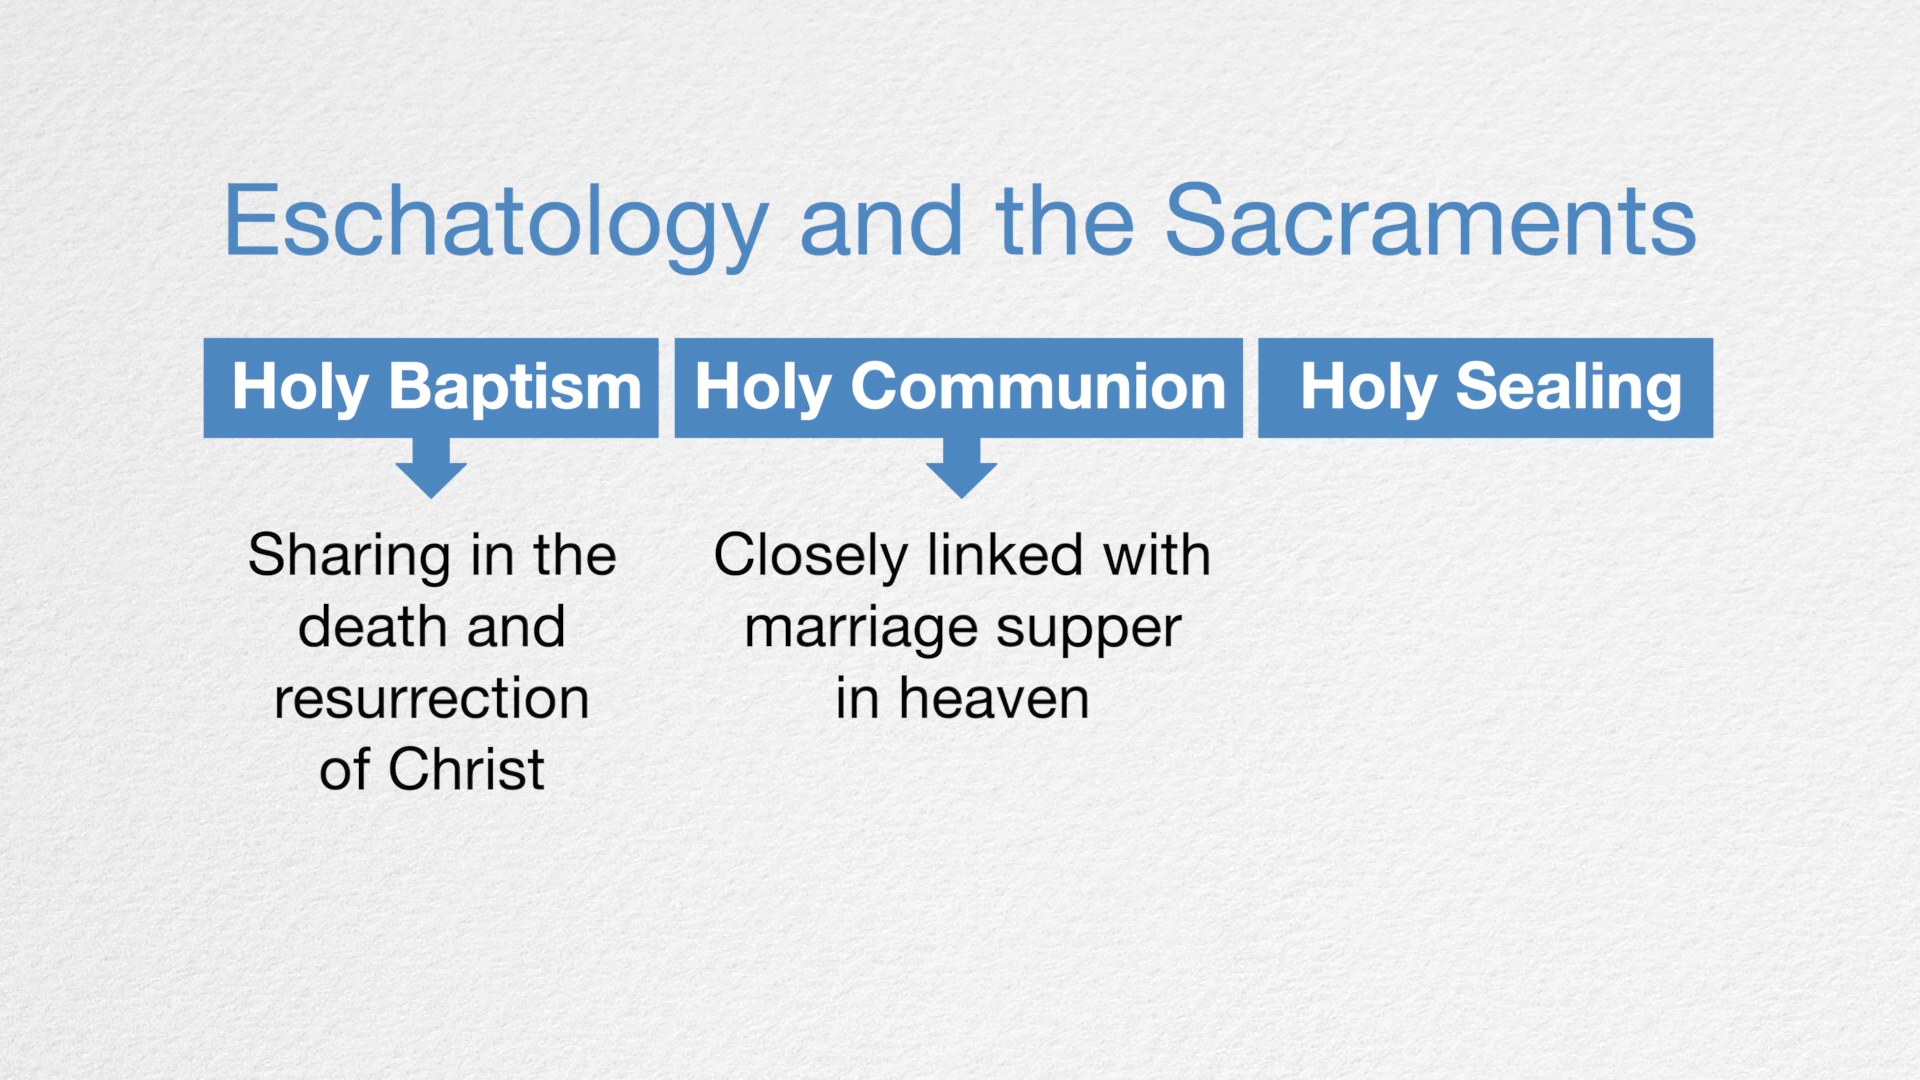 Eschatology and the Sacraments
Holy Baptism
Holy Communion
Holy Sealing
Sharing in the
death and
resurrection
of Christ
Closely linked with
marriage supper
in heaven